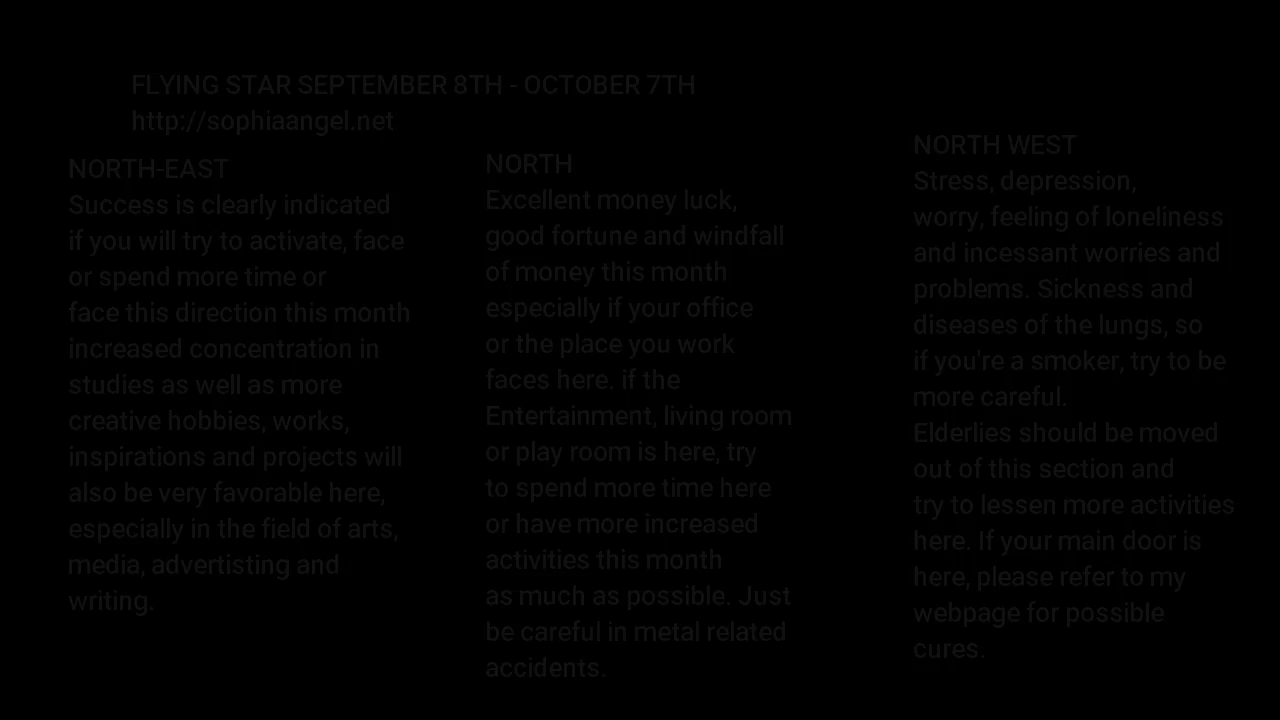 FLYING STAR SEPTEMBER 8TH - OCTOBER 7TH
http://sophiaangel.net
NORTH-EAST
Success is clearly indicated
if you will try to activate, face
or spend more time or
face this direction this month
increased concentration in
studies as well as more
creative hobbies, works,
inspirations and projects will
also be very favorable here,
especially in the field of arts,
media, advertisting and
writing.
NORTH
Excellent money luck,
good fortune and windfall
of money this month
especially if your office
or the place you work
faces here. if the
Entertainment, living room
or play room is here, try
to spend more time here
or have more increased
activities this month
as much as possible. Just
be careful in metal related
accidents.
NORTH WEST
Stress, depression,
worry, feeling of loneliness
and incessant worries and
problems. Sickness and
diseases of the lungs, so
if you're a smoker, try to be
more careful.
Elderlies should be moved
out of this section and
try to lessen more activities
here. If your main door is
here, please refer to my
webpage for possible
cures.